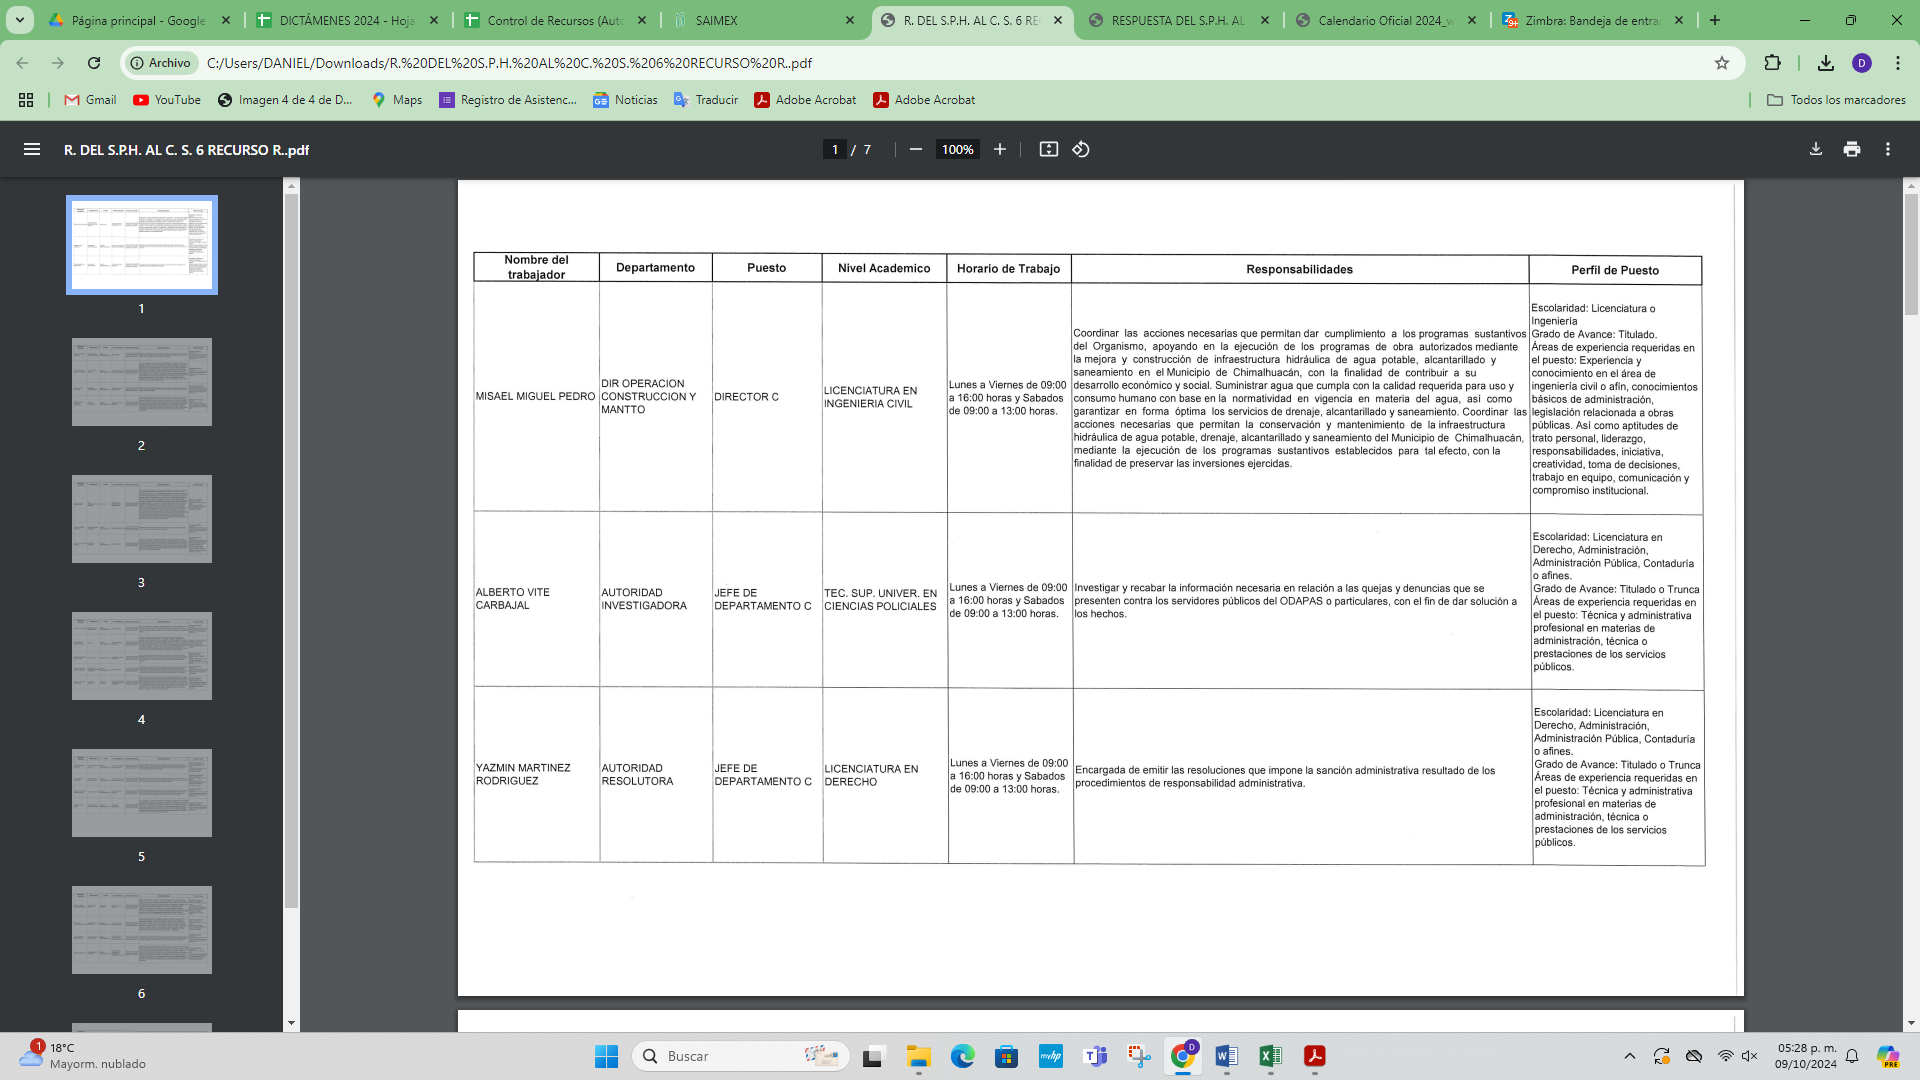 Página principal - Google
DICTÁMENES 2024 - Hoja
Control de Recursos (Auto
SAIMEX
R. DEL S.P.H. AL C. S. 6 RE
RESPUESTA DEL S.P.H. AL
Calendario Oficial 2024_w
Zimbra: Bandeja de entra
Archivo
C:/Users/DANIEL/Downloads/R.%20DEL%20S.P.H.%20AL%20C.%20S.%206%20RECURSO%20R..pdf
D
Gmail
YouTube
Imagen 4 de 4 de D...
Maps
Registro de Asistenc...
Noticias
Traducir
Adobe Acrobat
Adobe Acrobat
Todos los marcadores
R. DEL S.P.H. AL C. S. 6 RECURSO R..pdf
1 / 7
100%
1
2
3
4
5
6
Nombre del
trabajador
Departamento
Puesto
Nivel Academico
Horario de Trabajo
Responsabilidades
Perfil de Puesto
MISAEL MIGUEL PEDRO
DIR OPERACION
CONSTRUCCION Y
MANTTO
DIRECTOR C
LICENCIATURA EN
INGENIERIA CIVIL
Lunes a Viernes de 09:00
a 16:00 horas y Sabados
de 09:00 a 13:00 horas.
Coordinar las acciones necesarias que permitan dar cumplimiento a los programas sustantivos
del Organismo, apoyando en la ejecución de los programas de obra autorizados mediante
la mejora y construcción de infraestructura hidráulica de agua potable, alcantarillado y
saneamiento en el Municipio de Chimalhuacán, con la finalidad de contribuir a su
desarrollo económico y social. Suministrar agua que cumpla con la calidad requerida para uso y
consumo humano con base en la normatividad en vigencia en materia del agua, así como
garantizar en forma óptima los servicios de drenaje, alcantarillado y saneamiento. Coordinar las
acciones necesarias que permitan la conservación y mantenimiento de la infraestructura
hidráulica de agua potable, drenaje, alcantarillado y saneamiento del Municipio de Chimalhuacán,
mediante la ejecución de los programas sustantivos establecidos para tal efecto, con la
finalidad de preservar las inversiones ejercidas.
Escolaridad: Licenciatura o
Ingeniería
Grado de Avance: Titulado.
Áreas de experiencia requeridas en
el puesto: Experiencia y
conocimiento en el área de
ingeniería civil o afín, conocimientos
básicos de administración,
legislación relacionada a obras
públicas. Así como aptitudes de
trato personal, liderazgo,
responsabilidades, iniciativa,
creatividad, toma de decisiones,
trabajo en equipo, comunicación y
compromiso institucional.
ALBERTO VITE
CARBAJAL
AUTORIDAD
INVESTIGADORA
JEFE DE
DEPARTAMENTO C
TEC. SUP. UNIVER. EN
CIENCIAS POLICIALES
Lunes a Viernes de 09:00
a 16:00 horas y Sabados
de 09:00 a 13:00 horas.
Investigar y recabar la información necesaria en relación a las quejas y denuncias que se
presenten contra los servidores públicos del ODAPAS o particulares, con el fin de dar solución a
los hechos.
Escolaridad: Licenciatura en
Derecho, Administración,
Administración Pública, Contaduría
o afines.
Grado de Avance: Titulado o Trunca
Áreas de experiencia requeridas en
el puesto: Técnica y administrativa
profesional en materias de
administración, técnica o
prestaciones de los servicios
públicos.
YAZMIN MARTINEZ
RODRIGUEZ
AUTORIDAD
RESOLUTORA
JEFE DE
DEPARTAMENTO C
LICENCIATURA EN
DERECHO
Lunes a Viernes de 09:00
a 16:00 horas y Sabados
de 09:00 a 13:00 horas.
Encargada de emitir las resoluciones que impone la sanción administrativa resultado de los
procedimientos de responsabilidad administrativa.
Escolaridad: Licenciatura en
Derecho, Administración,
Administración Pública, Contaduría
o afines.
Grado de Avance: Titulado o Trunca
Áreas de experiencia requeridas en
el puesto: Técnica y administrativa
profesional en materias de
administración, técnica o
prestaciones de los servicios
públicos.
1
18°C
Mayorm. nublado
Buscar
05:28 p. m.
09/10/2024